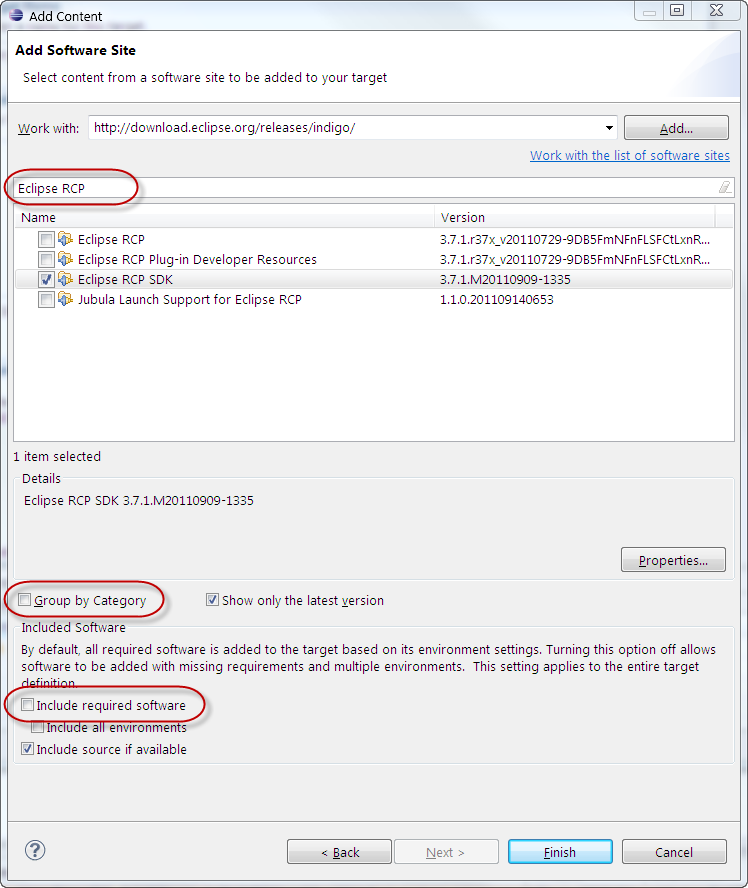 Add Content
Add Software Site
Select content from a software site to be added to your target
Work with: http://download.eclipse.org/releases/indigo/ Add...
Work with the list of software sites
Eclipse RCP
Name Version
Eclipse RCP 3.7.1.r37x_v20110729-9DB5FmNFnFLSFCtLxnR...
Eclipse RCP Plug-in Developer Resources 3.7.1.r37x_v20110729-9DB5FmNFnFLSFCtLxnR...
Eclipse RCP SDK 3.7.1.M20110909-1335
Jubula Launch Support for Eclipse RCP 1.1.0.201109140653
1 item selected
Details
Eclipse RCP SDK 3.7.1.M20110909-1335
Properties...
Group by Category Show only the latest version
Included Software
By default, all required software is added to the target based on its environment settings. Turning this option off allows
software to be added with missing requirements and multiple environments.  This setting applies to the entire target
definition.
Include required software
Include all environments
Include source if available
? < Back Next > Finish Cancel